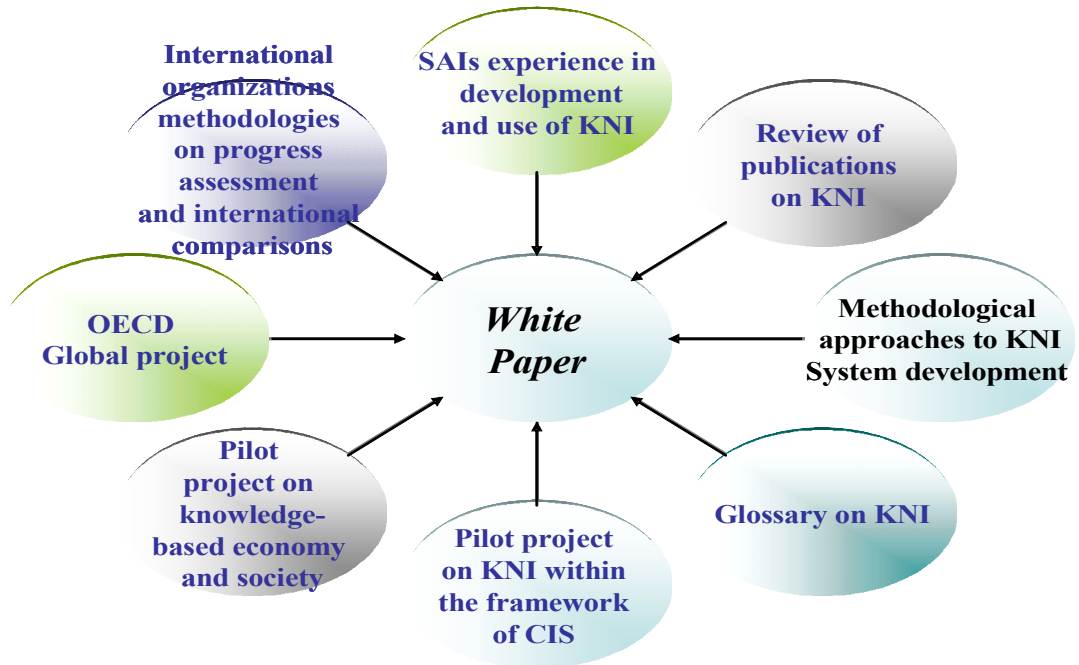 International
organizations
methodologies
on progress
assessment
and international
comparisons
SAIs experience in
development
and use of KNI
Review of
publications
on KNI
OECD
Global project
White
Paper
Methodological
approaches to KNI
System development
Pilot
project on
knowledge-
based economy
and society
Pilot project
on KNI within
the framework
of CIS
Glossary on KNI